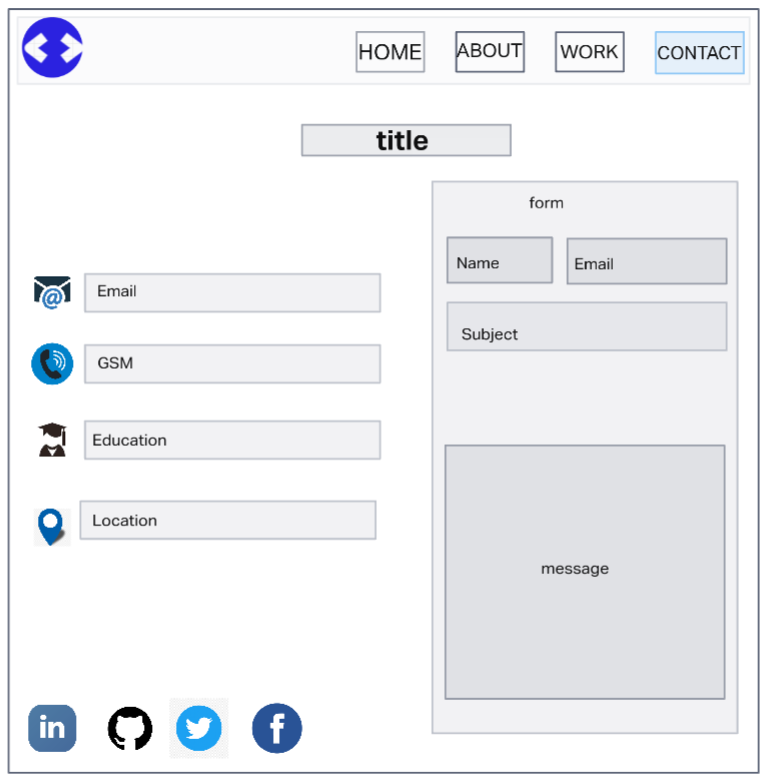 HOME ABOUT WORK CONTACT
title
form
Name Email
Subject
message
Email
GSM
Education
Location
in f